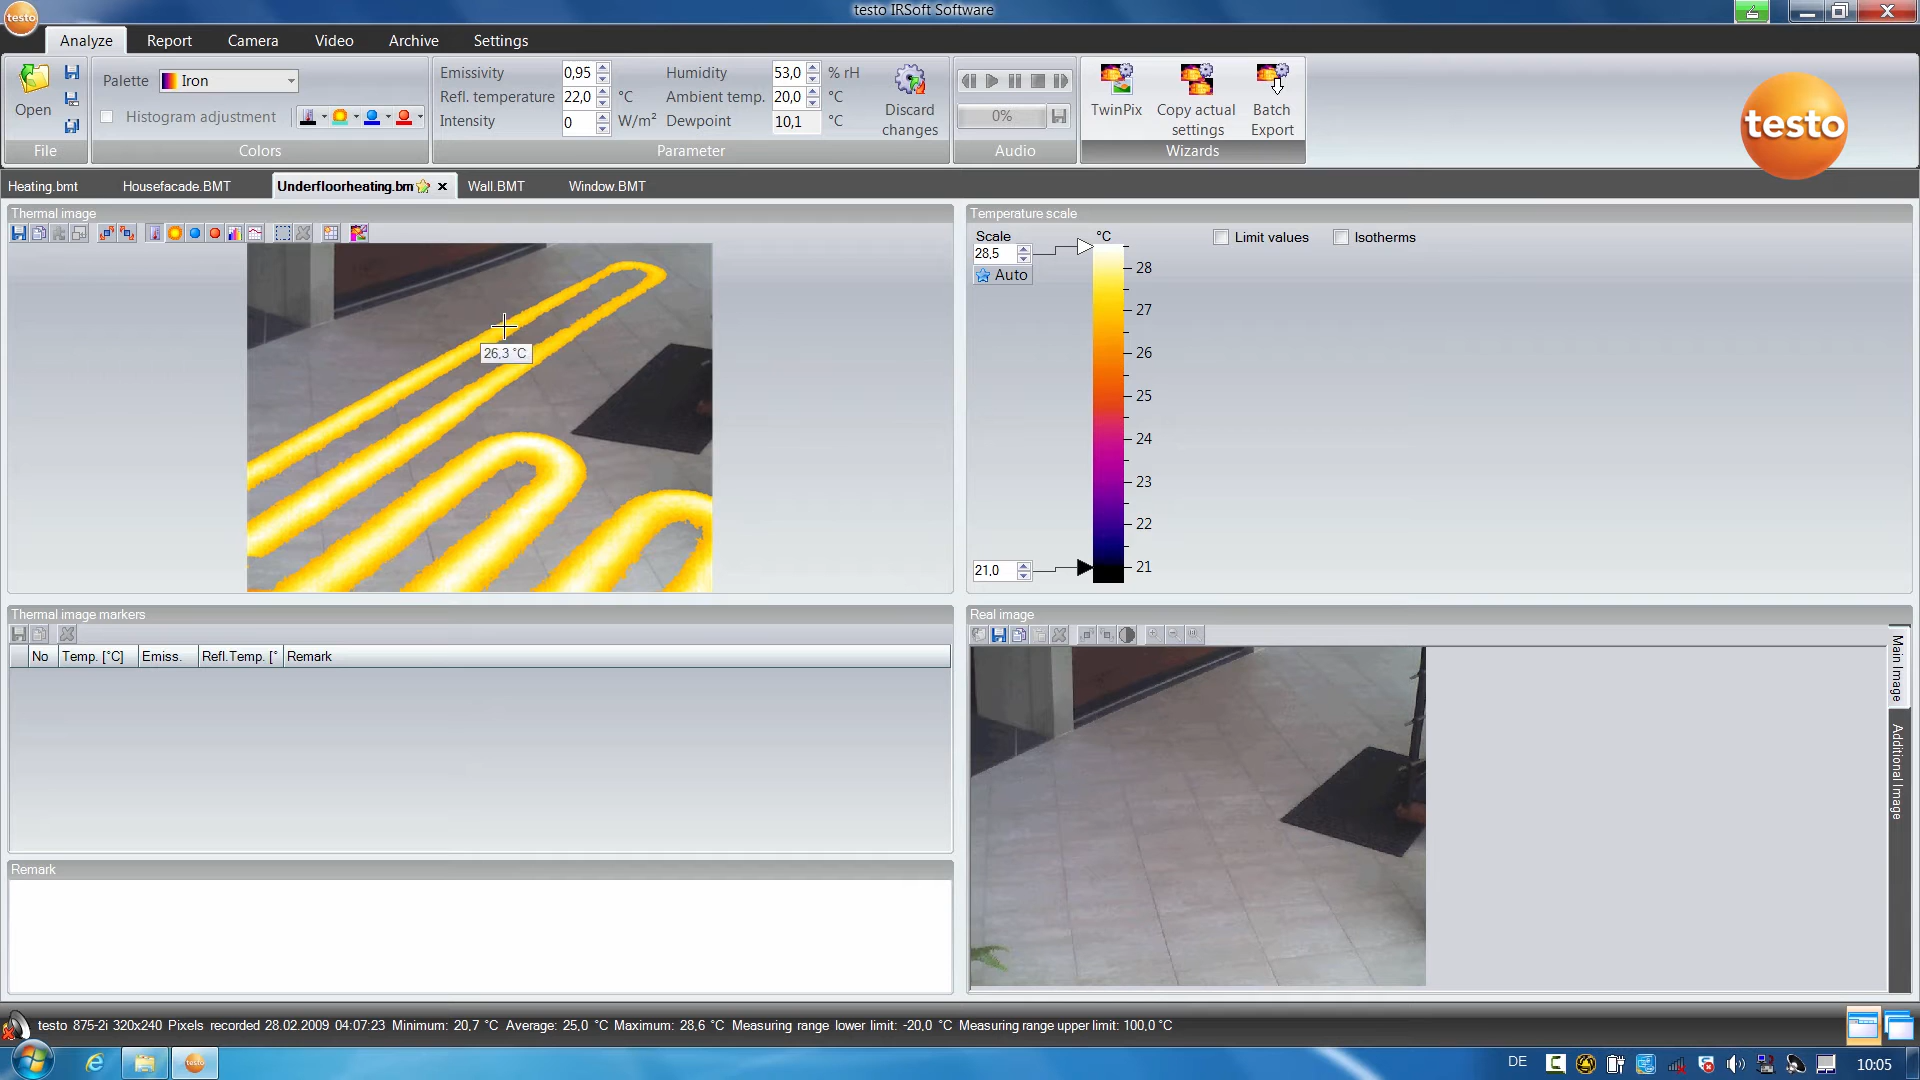 testo IRSoft Software
testo
Analyze Report Camera Video Archive Settings
Open
File
Palette Iron
Histogram adjustment
Colors
Emissivity 0,95 Humidity 53,0 % rH
Refl. temperature 22,0 °C Ambient temp. 20,0 °C
Intensity 0 W/m² Dewpoint 10,1 °C
Discard changes
Parameter
0%
Audio
TwinPix Copy actual settings Batch Export
Wizards
testo
Heating.bmt Housefacade.BMT Underfloorheating.bm Wall.BMT Window.BMT
Thermal image
26,3 °C
Temperature scale
Scale °C
28,5
Auto
Limit values Isotherms
28
27
26
25
24
23
22
21,0 21
Thermal image markers
No Temp. [°C] Emiss. Refl.Temp. [° Remark
Remark
Real image
Main Image
Additional Image
testo 875-2i 320x240 Pixels recorded 28.02.2009 04:07:23 Minimum: 20,7 °C Average: 25,0 °C Maximum: 28,6 °C Measuring range lower limit: -20,0 °C Measuring range upper limit: 100,0 °C
testo
DE 10:05